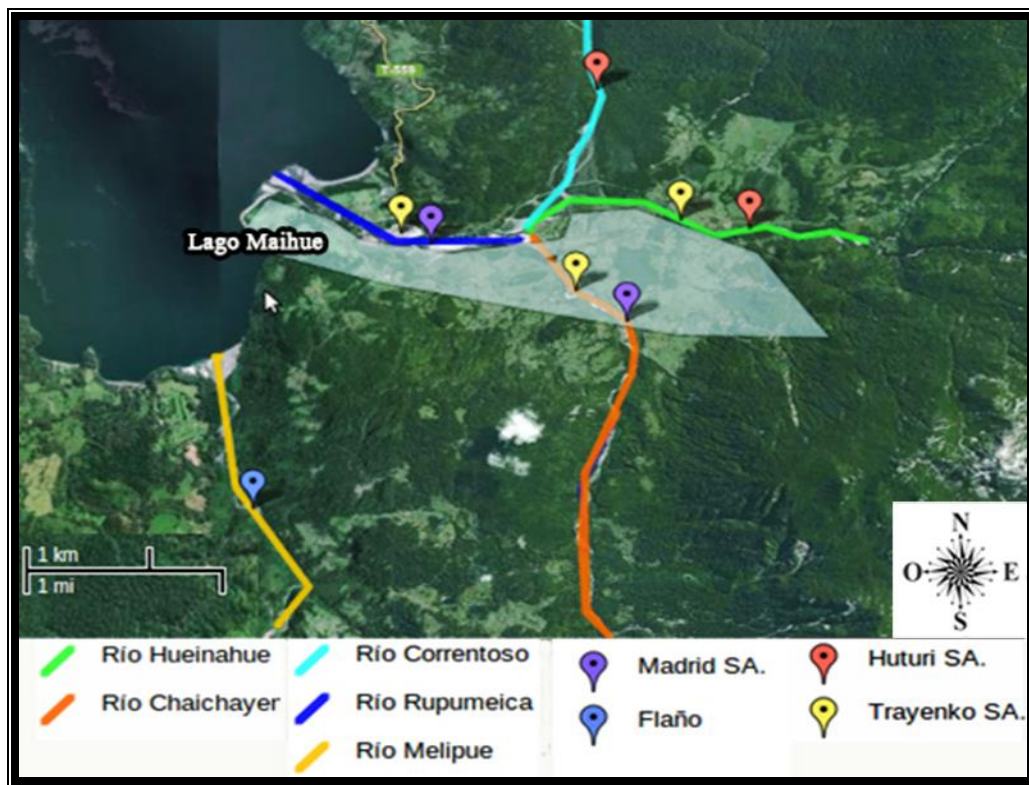 T-559
Lago Maihue
1 km
1 mi
N
O E
S
Río Hueinahue
Río Chaichayer
Río Correntoso
Río Rupumeica
Río Melipue
Madrid SA.
Flaño
Huturi SA.
Trayenko SA.